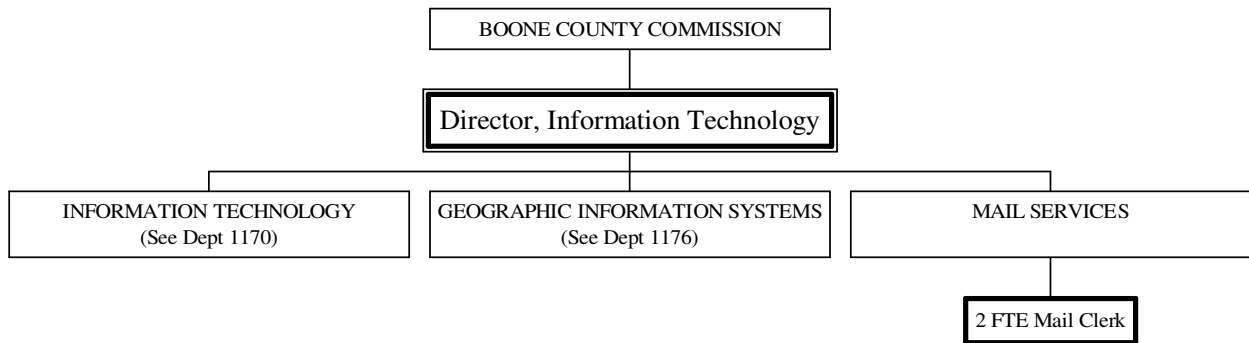 BOONE COUNTY COMMISSION
Director, Information Technology
INFORMATION TECHNOLOGY
(See Dept 1170)
GEOGRAPHIC INFORMATION SYSTEMS
(See Dept 1176)
MAIL SERVICES
2 FTE Mail Clerk